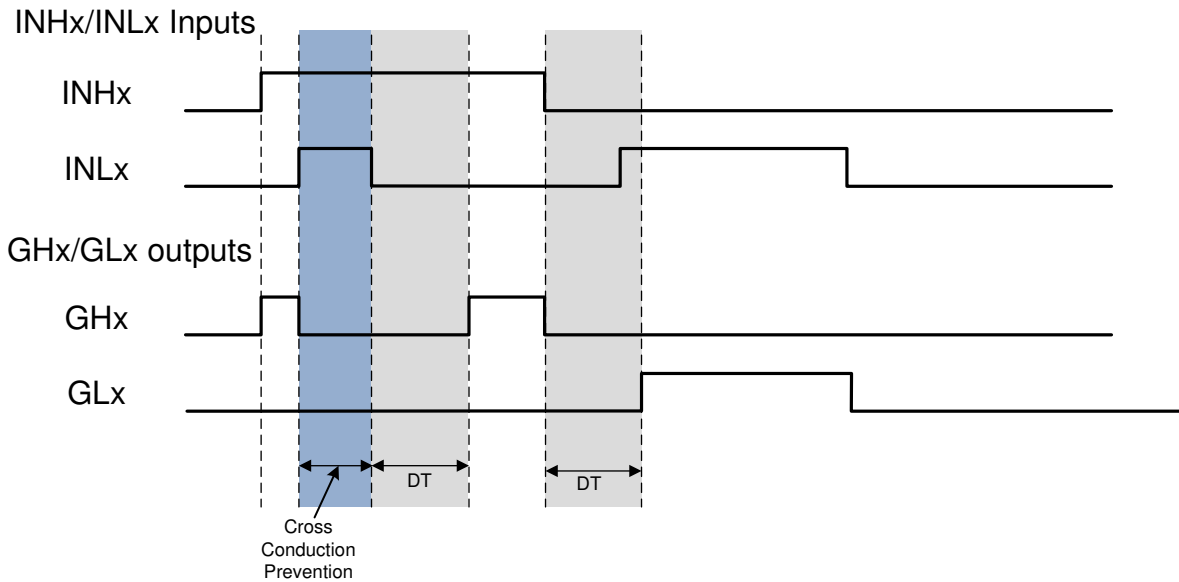 INHx/INLx Inputs
INHx
INLx
GHx/GLx outputs
GHx
GLx
DT
DT
Cross
Conduction
Prevention